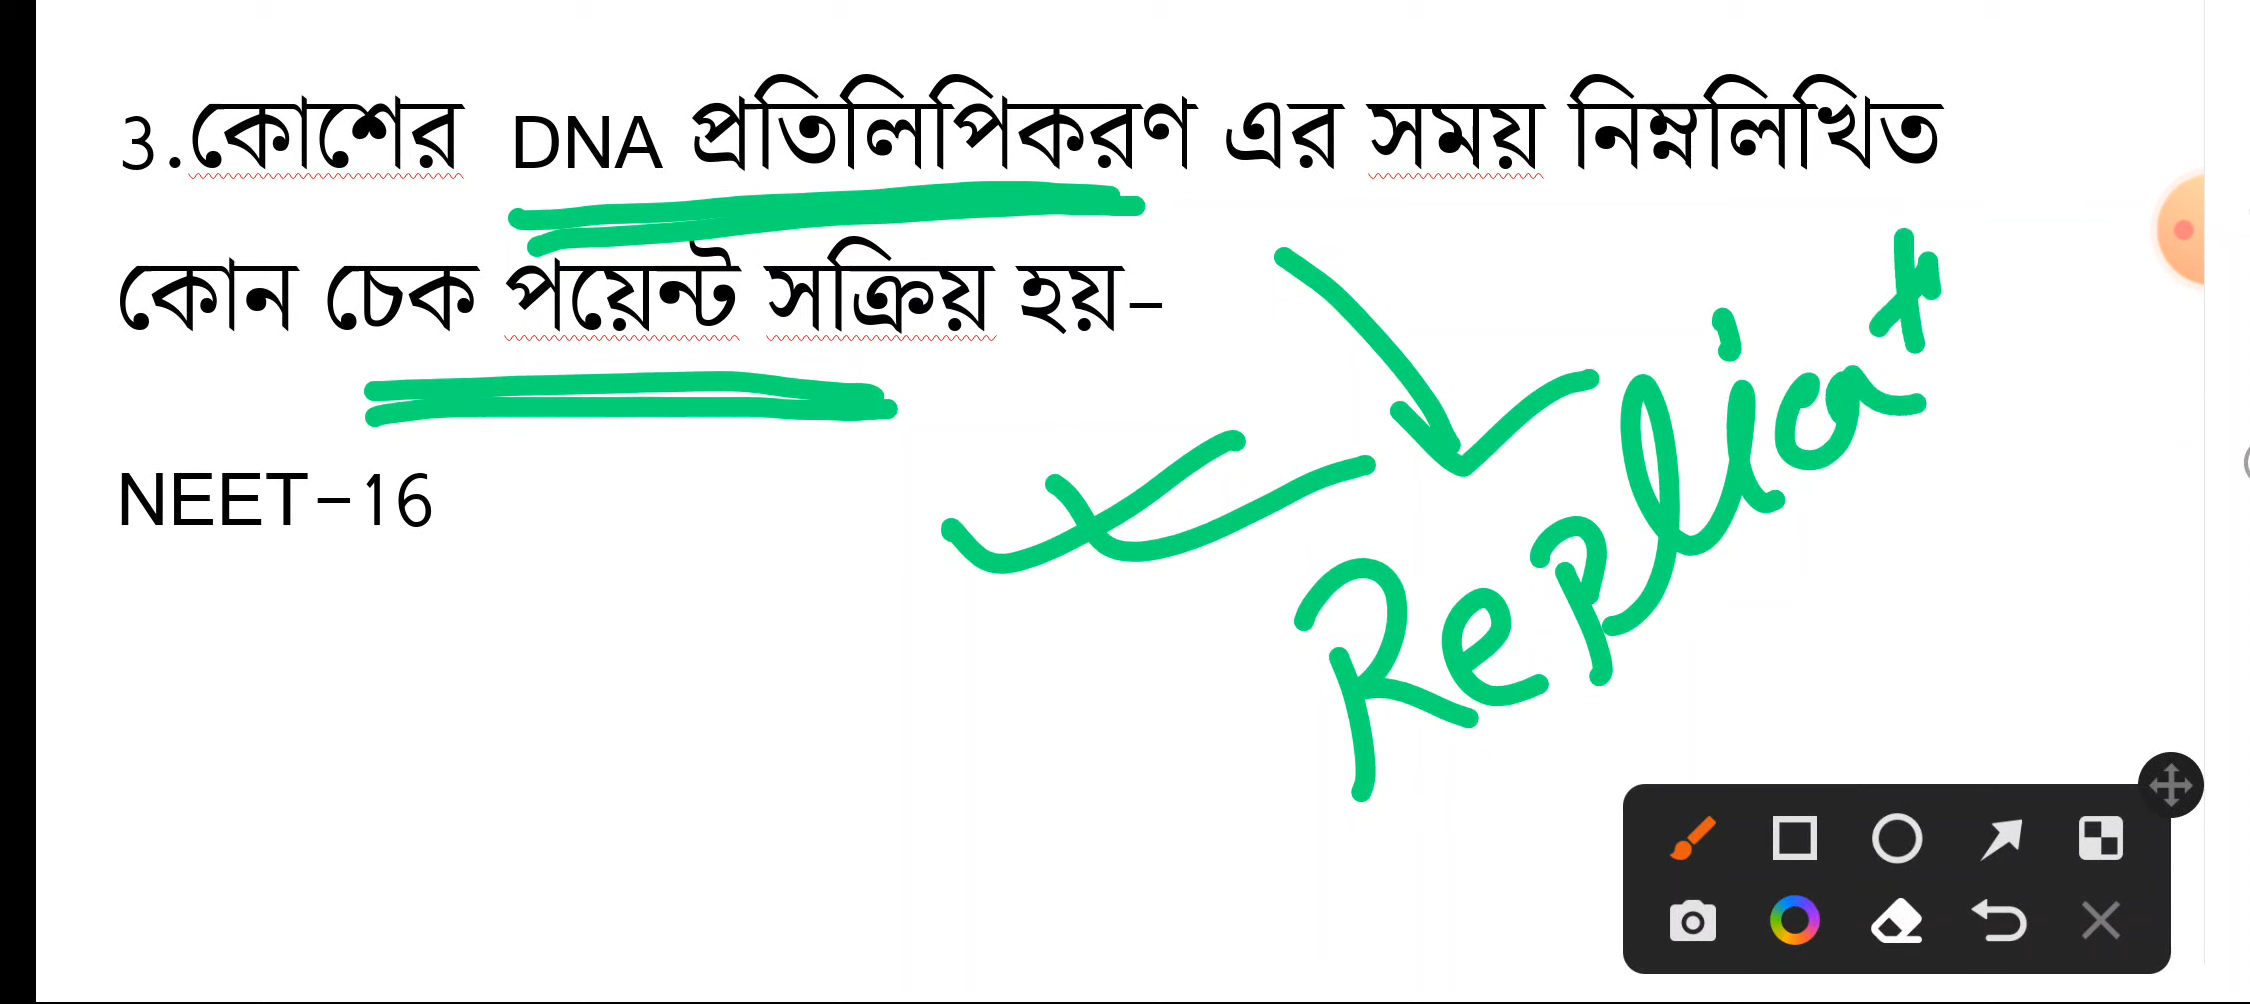 3.কোশের DNA প্রতিলিপিকরণ এর সময় নিম্নলিখিত
কোন চেক পয়েন্ট সক্রিয় হয়–
NEET–16
Replicat